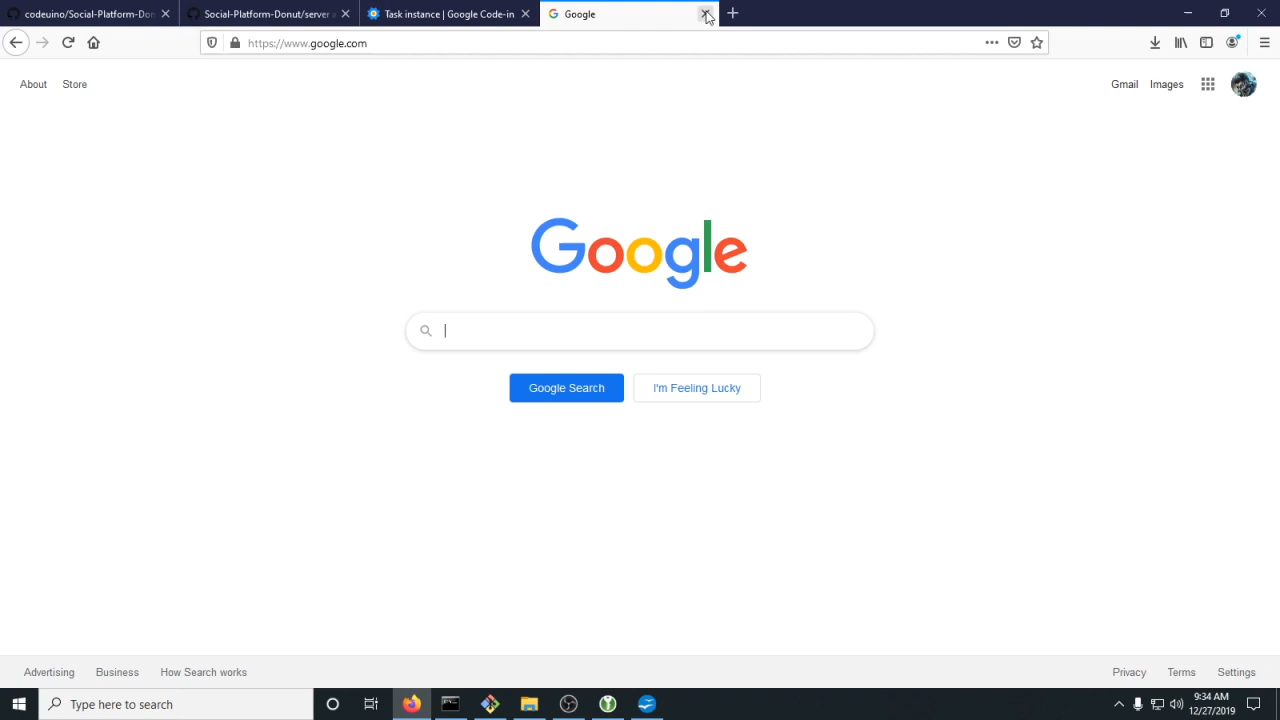 codeuino/Social-Platform-Don
Social-Platform-Donut/server a
Task instance | Google Code-in
Google
https://www.google.com
About
Store
Gmail
Images
Google
Google Search
I'm Feeling Lucky
Advertising
Business
How Search works
Privacy
Terms
Settings
Type here to search
9:34 AM
12/27/2019